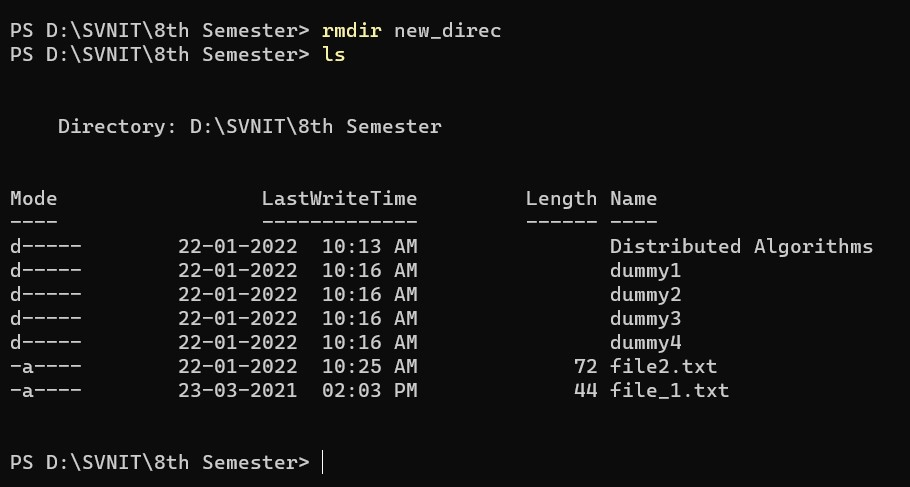 PS D:\SVNIT\8th Semester> rmdir new_direc
PS D:\SVNIT\8th Semester> ls
    Directory: D:\SVNIT\8th Semester
Mode                 LastWriteTime         Length Name
----                 -------------         ------ ----
d-----        22-01-2022  10:13 AM                Distributed Algorithms
d-----        22-01-2022  10:16 AM                dummy1
d-----        22-01-2022  10:16 AM                dummy2
d-----        22-01-2022  10:16 AM                dummy3
d-----        22-01-2022  10:16 AM                dummy4
-a----        22-01-2022  10:25 AM             72 file2.txt
-a----        23-03-2021  02:03 PM             44 file_1.txt
PS D:\SVNIT\8th Semester>